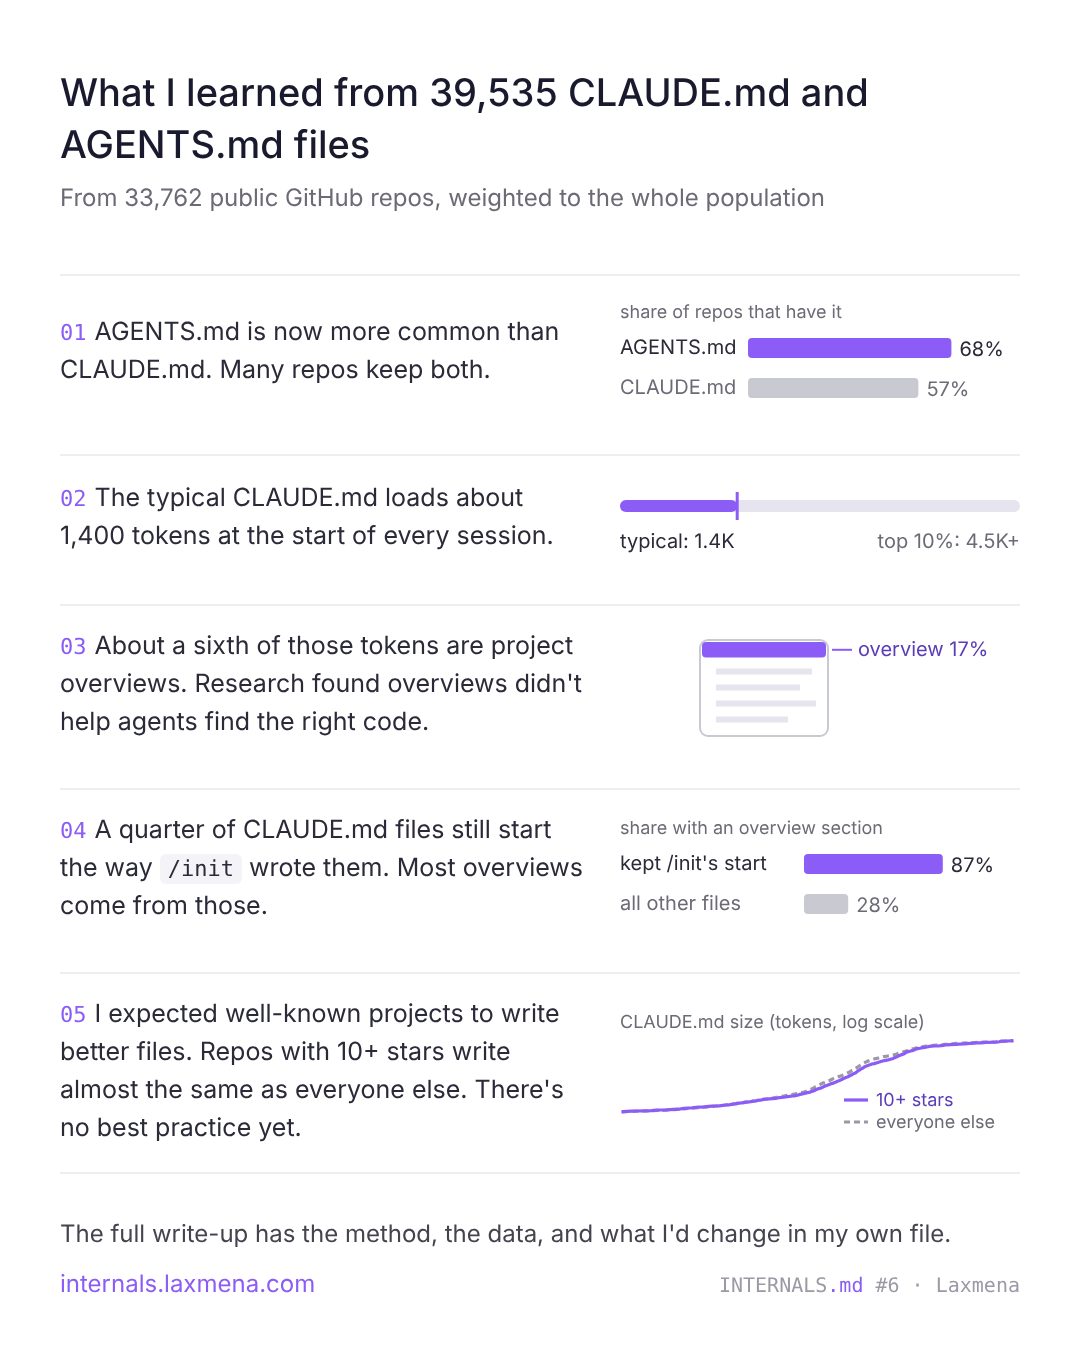 What I learned from 39,535 CLAUDE.md and
AGENTS.md files
From 33,762 public GitHub repos, weighted to the whole population
01 AGENTS.md is now more common than
CLAUDE.md. Many repos keep both.
share of repos that have it
AGENTS.md 68%
CLAUDE.md 57%
02 The typical CLAUDE.md loads about
1,400 tokens at the start of every session.
typical: 1.4K top 10%: 4.5K+
03 About a sixth of those tokens are project
overviews. Research found overviews didn't
help agents find the right code.
overview 17%
04 A quarter of CLAUDE.md files still start
the way /init wrote them. Most overviews
come from those.
share with an overview section
kept /init's start 87%
all other files 28%
05 I expected well-known projects to write
better files. Repos with 10+ stars write
almost the same as everyone else. There's
no best practice yet.
CLAUDE.md size (tokens, log scale)
10+ stars
everyone else
The full write-up has the method, the data, and what I'd change in my own file.
internals.laxmena.com INTERNALS.md #6 · Laxmena